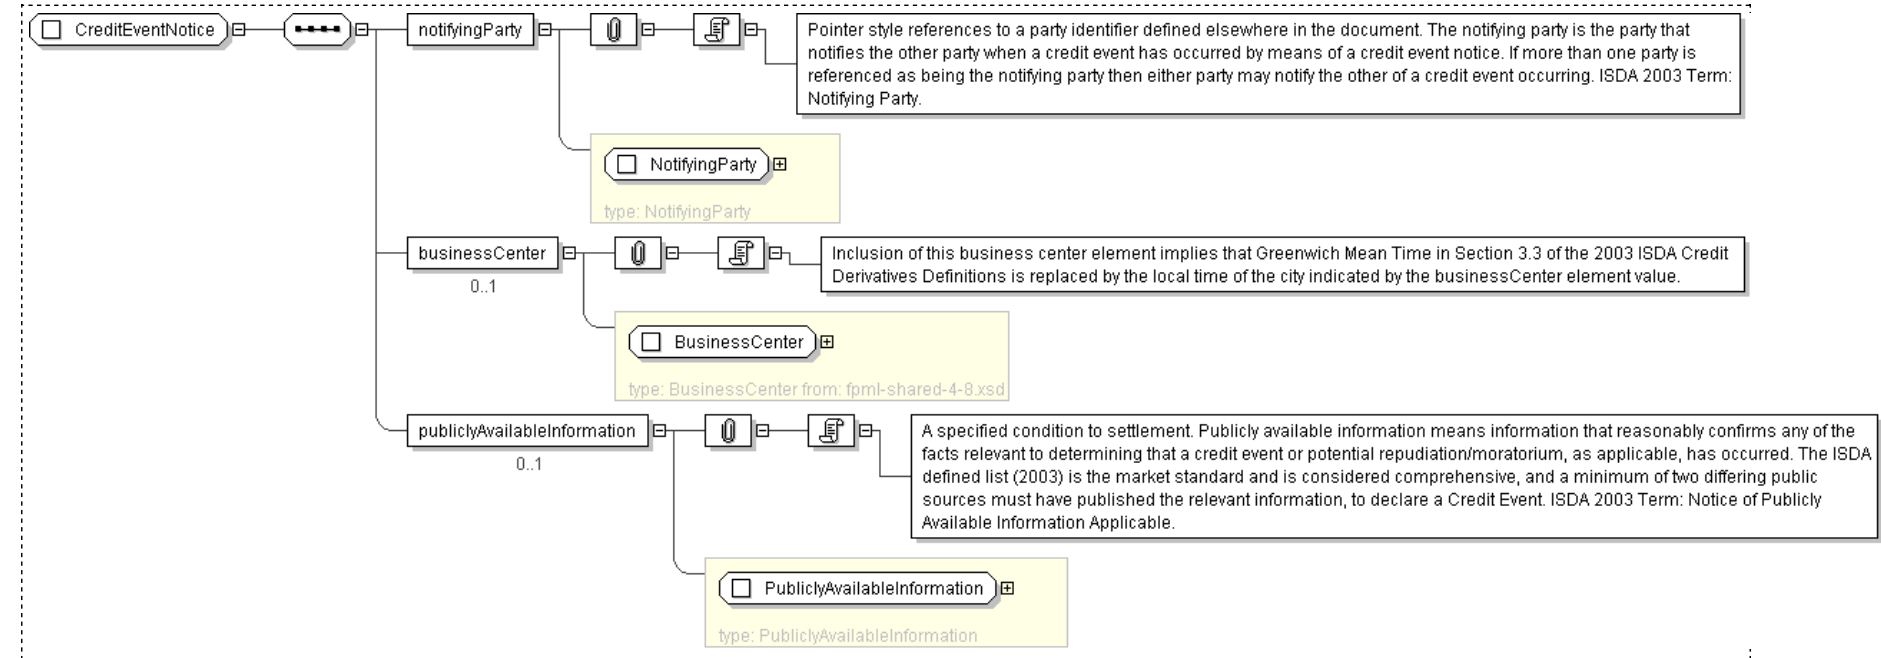 CreditEventNotice
notifyingParty
Pointer style references to a party identifier defined elsewhere in the document. The notifying party is the party that
notifies the other party when a credit event has occurred by means of a credit event notice. If more than one party is
referenced as being the notifying party then either party may notify the other of a credit event occurring. ISDA 2003 Term:
Notifying Party.
NotifyingParty
type: NotifyingParty
businessCenter
0..1
Inclusion of this business center element implies that Greenwich Mean Time in Section 3.3 of the 2003 ISDA Credit
Derivatives Definitions is replaced by the local time of the city indicated by the businessCenter element value.
BusinessCenter
type: BusinessCenter from: fpml-shared-4-8.xsd
publiclyAvailableInformation
0..1
A specified condition to settlement. Publicly available information means information that reasonably confirms any of the
facts relevant to determining that a credit event or potential repudiation/moratorium, as applicable, has occurred. The ISDA
defined list (2003) is the market standard and is considered comprehensive, and a minimum of two differing public
sources must have published the relevant information, to declare a Credit Event. ISDA 2003 Term: Notice of Publicly
Available Information Applicable.
PubliclyAvailableInformation
type: PubliclyAvailableInformation